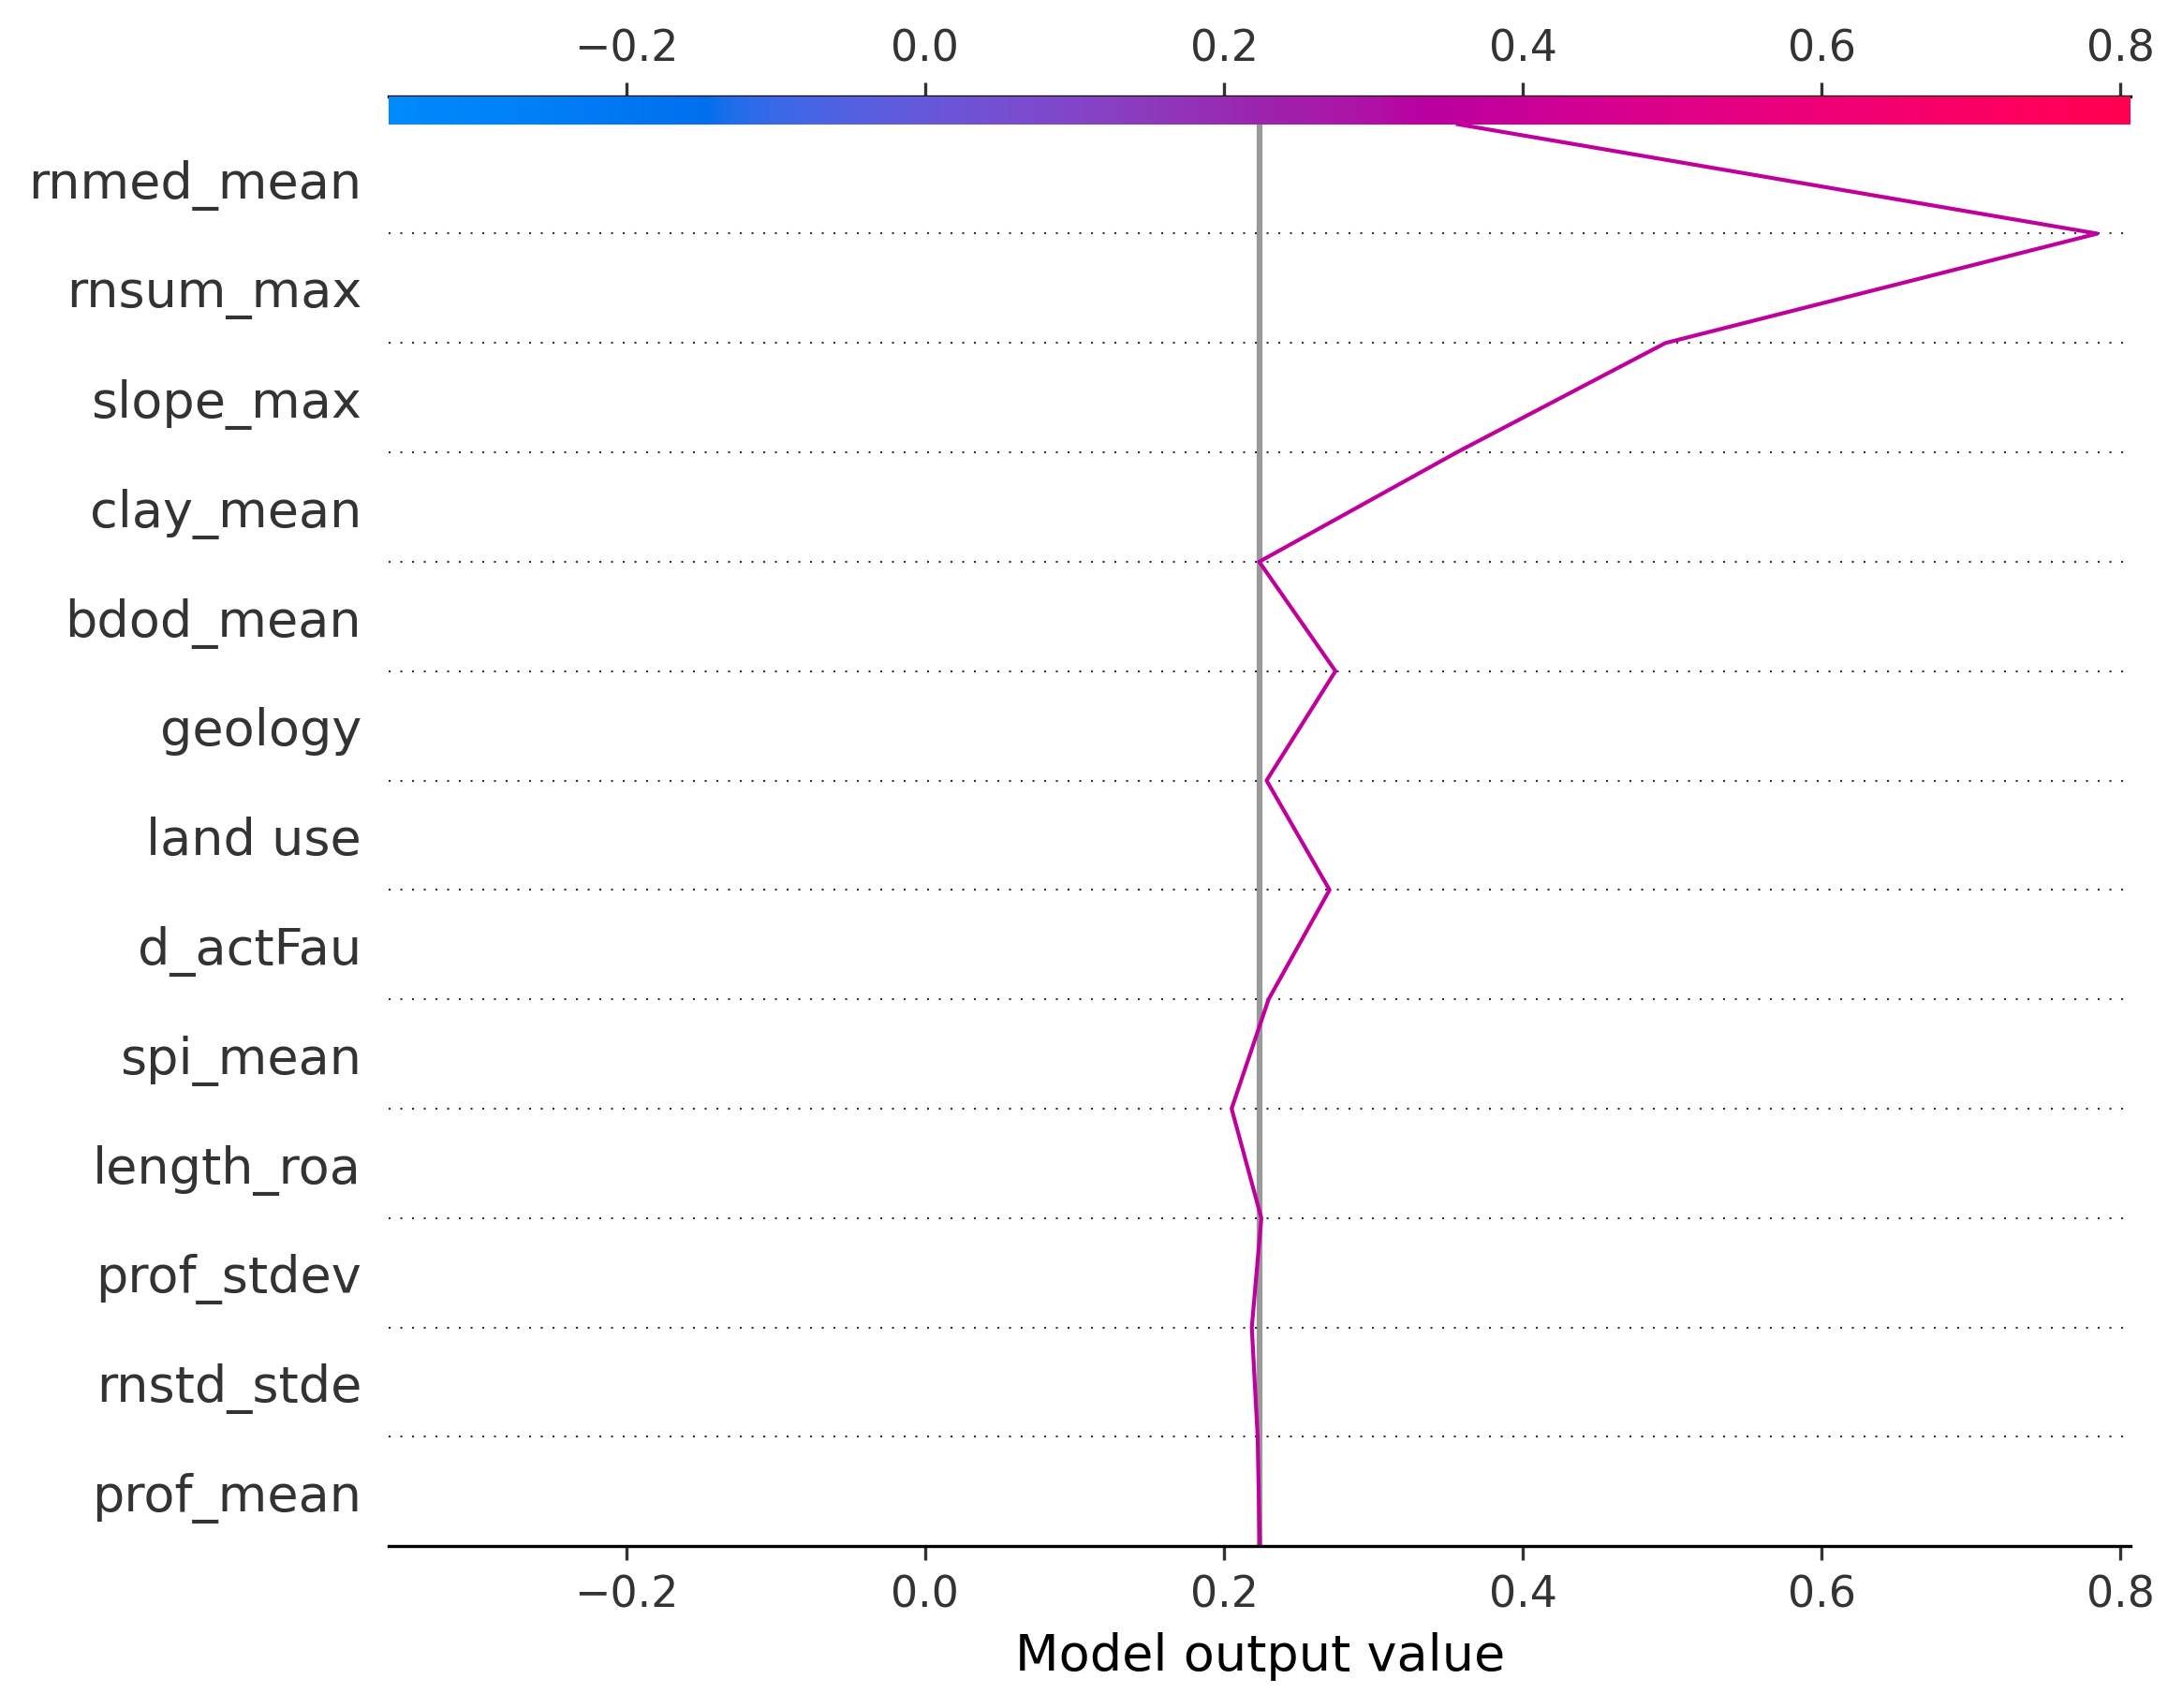 −0.2 0.0 0.2 0.4 0.6 0.8
rnmed_mean
rnsum_max
slope_max
clay_mean
bdod_mean
geology
land use
d_actFau
spi_mean
length_roa
prof_stdev
rnstd_stde
prof_mean
−0.2 0.0 0.2 0.4 0.6 0.8
Model output value